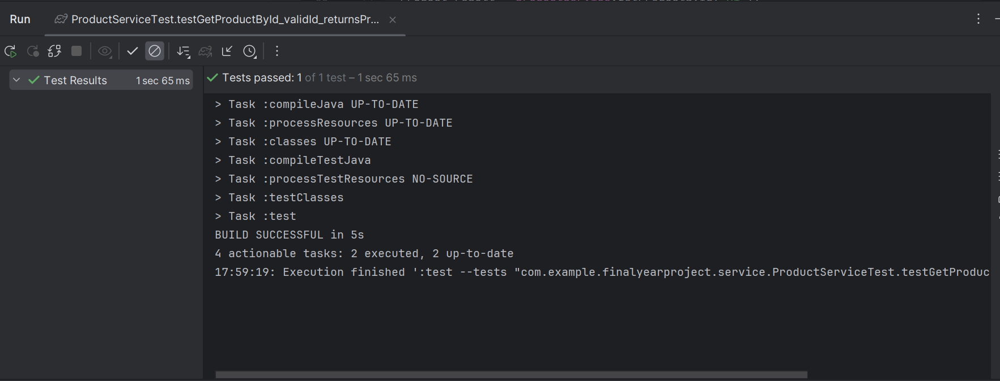 Run ProductServiceTest.testGetProductById_validId_returnsPr...
Test Results 1 sec 65 ms
Tests passed: 1 of 1 test – 1 sec 65 ms
> Task :compileJava UP-TO-DATE
> Task :processResources UP-TO-DATE
> Task :classes UP-TO-DATE
> Task :compileTestJava
> Task :processTestResources NO-SOURCE
> Task :testClasses
> Task :test
BUILD SUCCESSFUL in 5s
4 actionable tasks: 2 executed, 2 up-to-date
17:59:19: Execution finished ':test --tests "com.example.finalyearproject.service.ProductServiceTest.testGetProduc